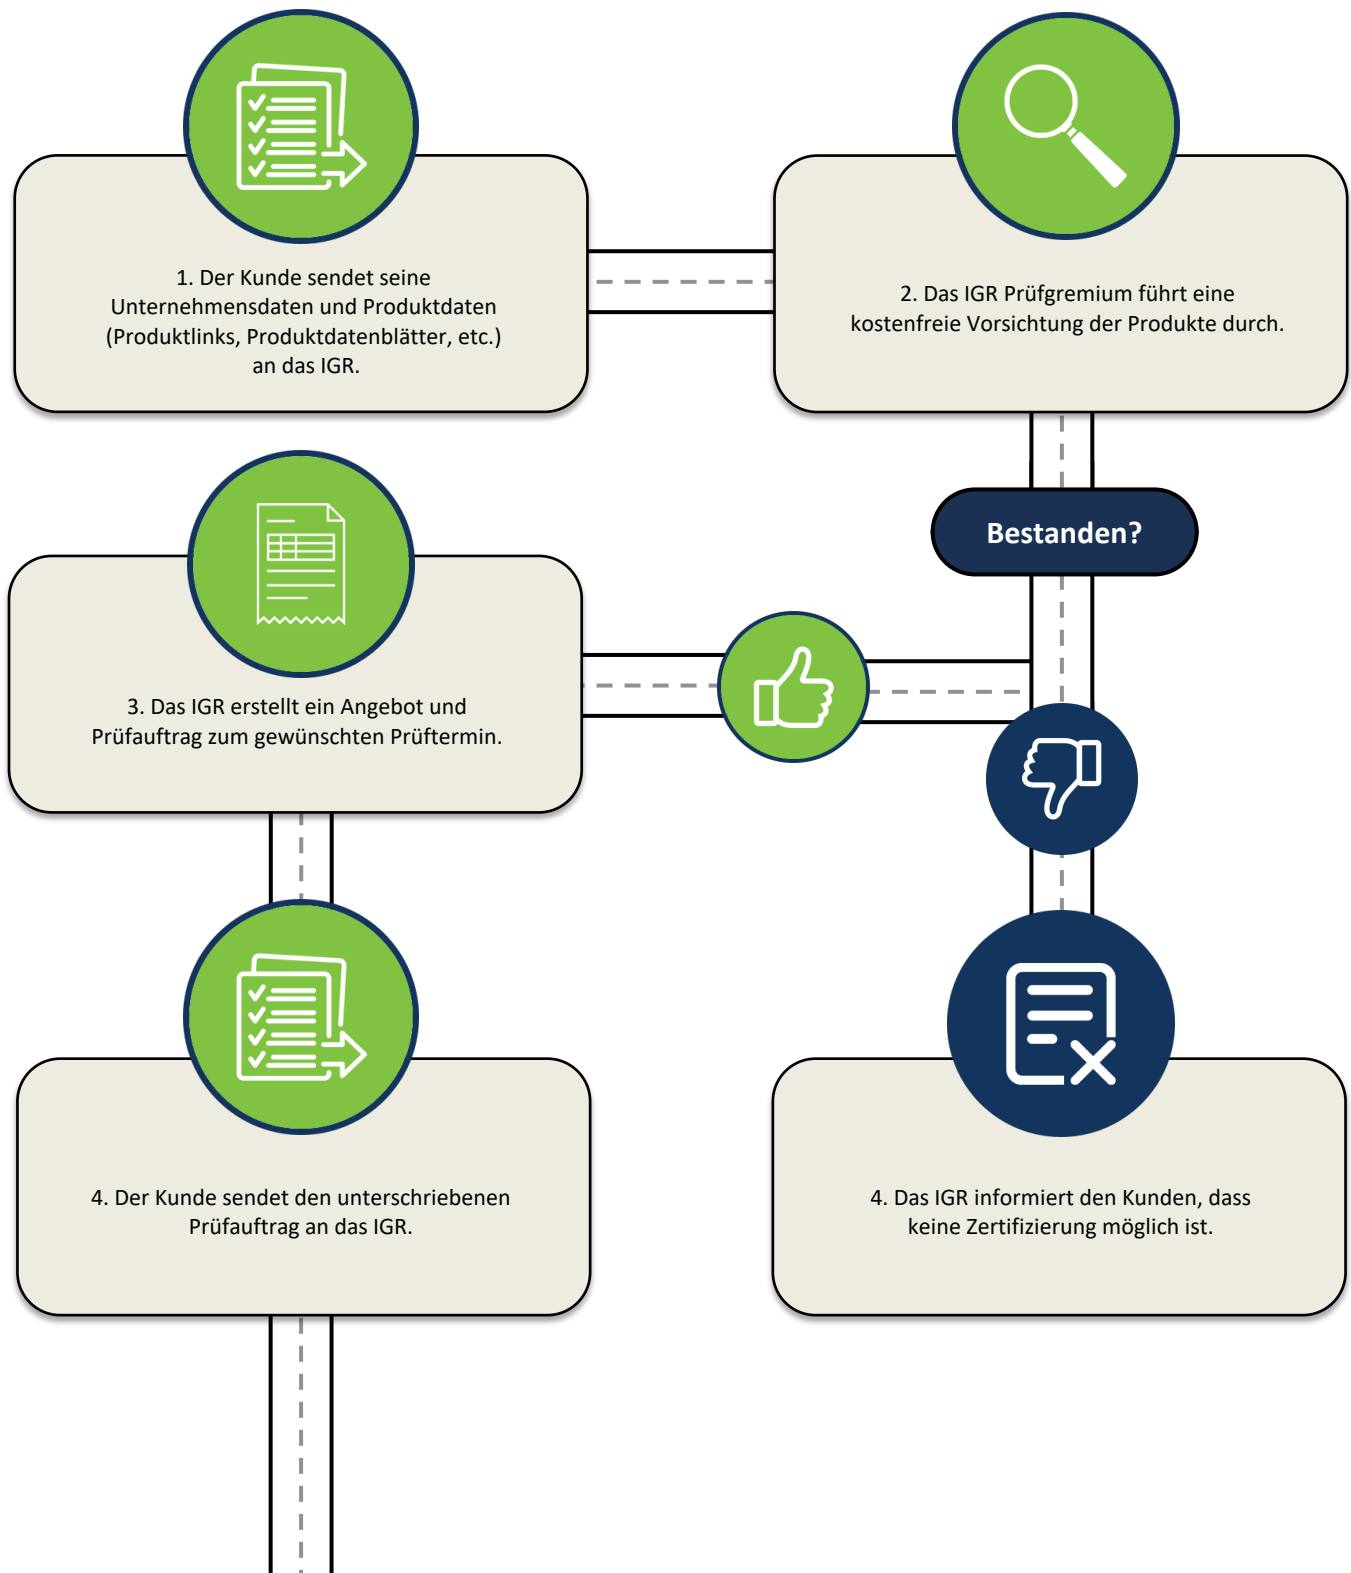 1. Der Kunde sendet seine
Unternehmensdaten und Produktdaten
(Produktlinks, Produktdatenblätter, etc.)
an das IGR.
2. Das IGR Prüfgremium führt eine
kostenfreie Vorsichtung der Produkte durch.
Bestanden?
3. Das IGR erstellt ein Angebot und
Prüfauftrag zum gewünschten Prüftermin.
4. Der Kunde sendet den unterschriebenen
Prüfauftrag an das IGR.
4. Das IGR informiert den Kunden, dass
keine Zertifizierung möglich ist.